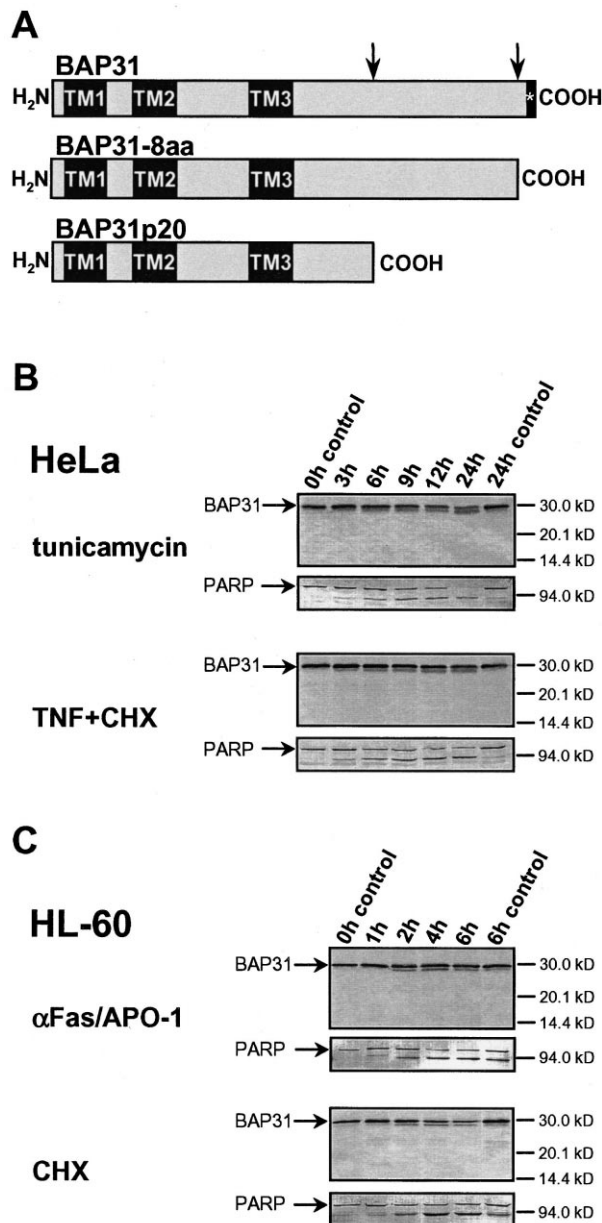 A
BAP31
H₂N TM1 TM2 TM3 * COOH
BAP31-8aa
H₂N TM1 TM2 TM3 COOH
BAP31p20
H₂N TM1 TM2 TM3 COOH
B
HeLa
0h control 3h 6h 9h 12h 24h 24h control
tunicamycin
BAP31 30.0 kD
20.1 kD
14.4 kD
PARP 94.0 kD
TNF+CHX
BAP31 30.0 kD
20.1 kD
14.4 kD
PARP 94.0 kD
C
HL-60
0h control 1h 2h 4h 6h 6h control
αFas/APO-1
BAP31 30.0 kD
20.1 kD
14.4 kD
PARP 94.0 kD
CHX
BAP31 30.0 kD
20.1 kD
14.4 kD
PARP 94.0 kD